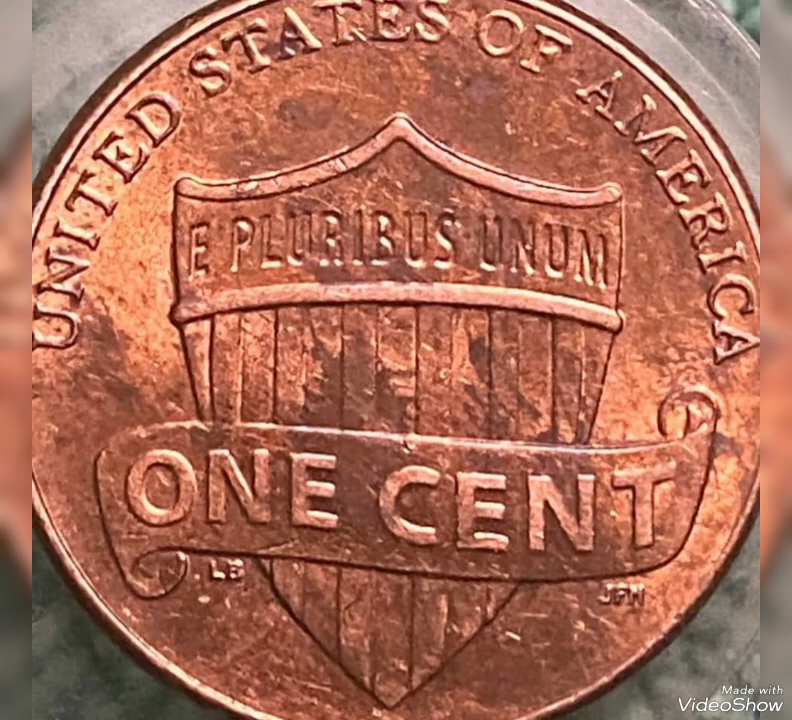 UNITED STATES OF AMERICA
E PLURIBUS UNUM
ONE CENT
LB
JFM
Made with
VideoShow